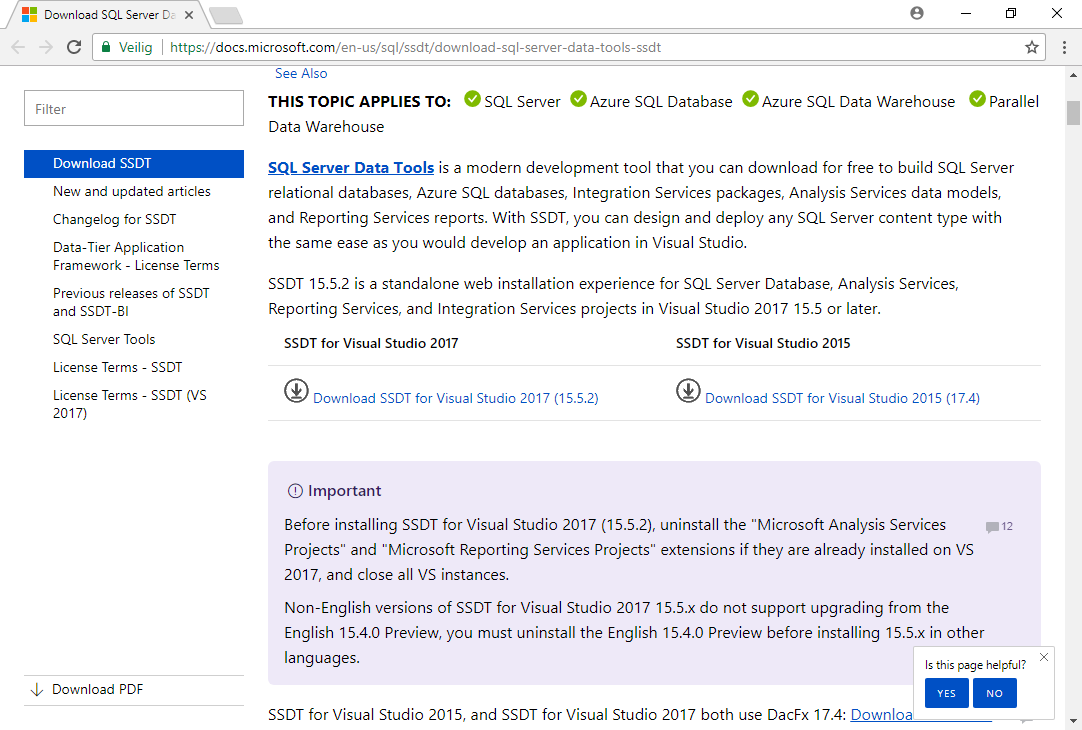 Download SQL Server Da
Veilig
https://docs.microsoft.com/en-us/sql/ssdt/download-sql-server-data-tools-ssdt
Filter
Download SSDT
New and updated articles
Changelog for SSDT
Data-Tier Application
Framework - License Terms
Previous releases of SSDT
and SSDT-BI
SQL Server Tools
License Terms - SSDT
License Terms - SSDT (VS
2017)
Download PDF
See Also
THIS TOPIC APPLIES TO: SQL Server Azure SQL Database Azure SQL Data Warehouse Parallel
Data Warehouse
SQL Server Data Tools is a modern development tool that you can download for free to build SQL Server
relational databases, Azure SQL databases, Integration Services packages, Analysis Services data models,
and Reporting Services reports. With SSDT, you can design and deploy any SQL Server content type with
the same ease as you would develop an application in Visual Studio.
SSDT 15.5.2 is a standalone web installation experience for SQL Server Database, Analysis Services,
Reporting Services, and Integration Services projects in Visual Studio 2017 15.5 or later.
SSDT for Visual Studio 2017 SSDT for Visual Studio 2015
Download SSDT for Visual Studio 2017 (15.5.2) Download SSDT for Visual Studio 2015 (17.4)
Important
Before installing SSDT for Visual Studio 2017 (15.5.2), uninstall the "Microsoft Analysis Services
12
Projects" and "Microsoft Reporting Services Projects" extensions if they are already installed on VS
2017, and close all VS instances.
Non-English versions of SSDT for Visual Studio 2017 15.5.x do not support upgrading from the
English 15.4.0 Preview, you must uninstall the English 15.4.0 Preview before installing 15.5.x in other
languages.
SSDT for Visual Studio 2015, and SSDT for Visual Studio 2017 both use DacFx 17.4: Downloa
Is this page helpful?
YES NO